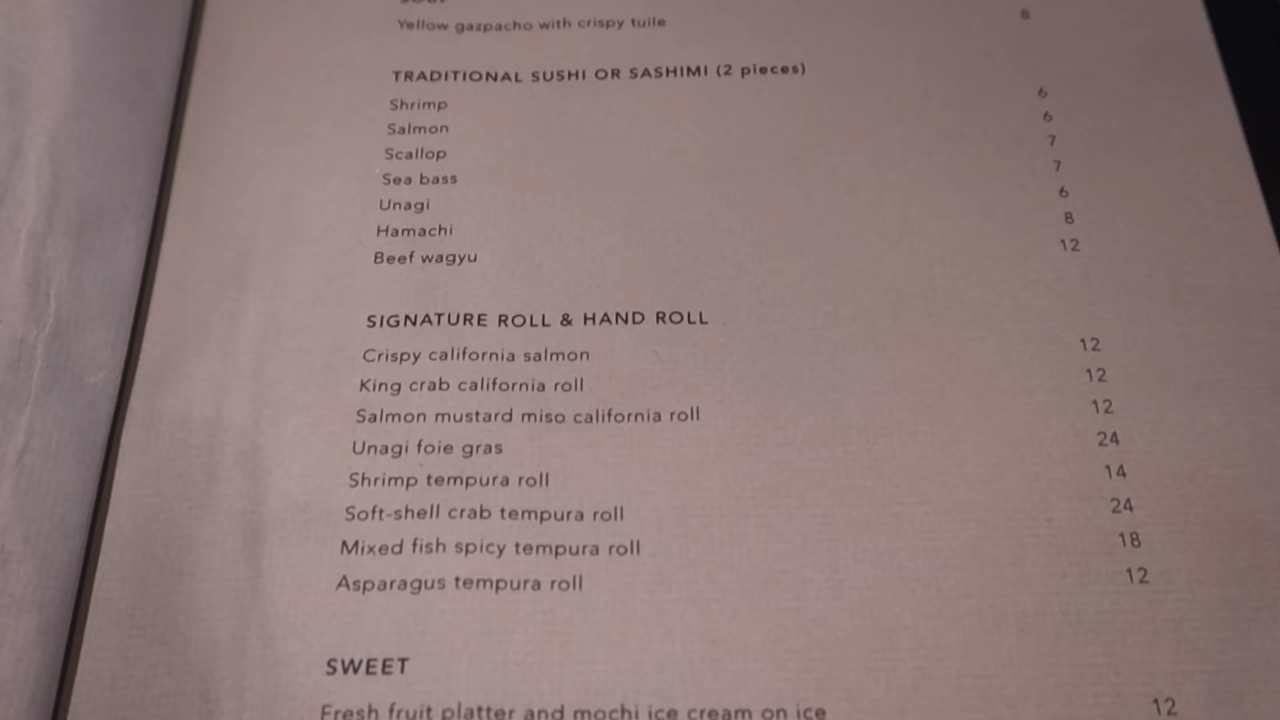 Yellow gazpacho with crispy tuile 8
TRADITIONAL SUSHI OR SASHIMI (2 pieces)
Shrimp 6
Salmon 6
Scallop 7
Sea bass 7
Unagi 6
Hamachi 8
Beef wagyu 12
SIGNATURE ROLL & HAND ROLL
Crispy california salmon 12
King crab california roll 12
Salmon mustard miso california roll 12
Unagi foie gras 24
Shrimp tempura roll 14
Soft-shell crab tempura roll 24
Mixed fish spicy tempura roll 18
Asparagus tempura roll 12
SWEET
Fresh fruit platter and mochi ice cream on ice 12